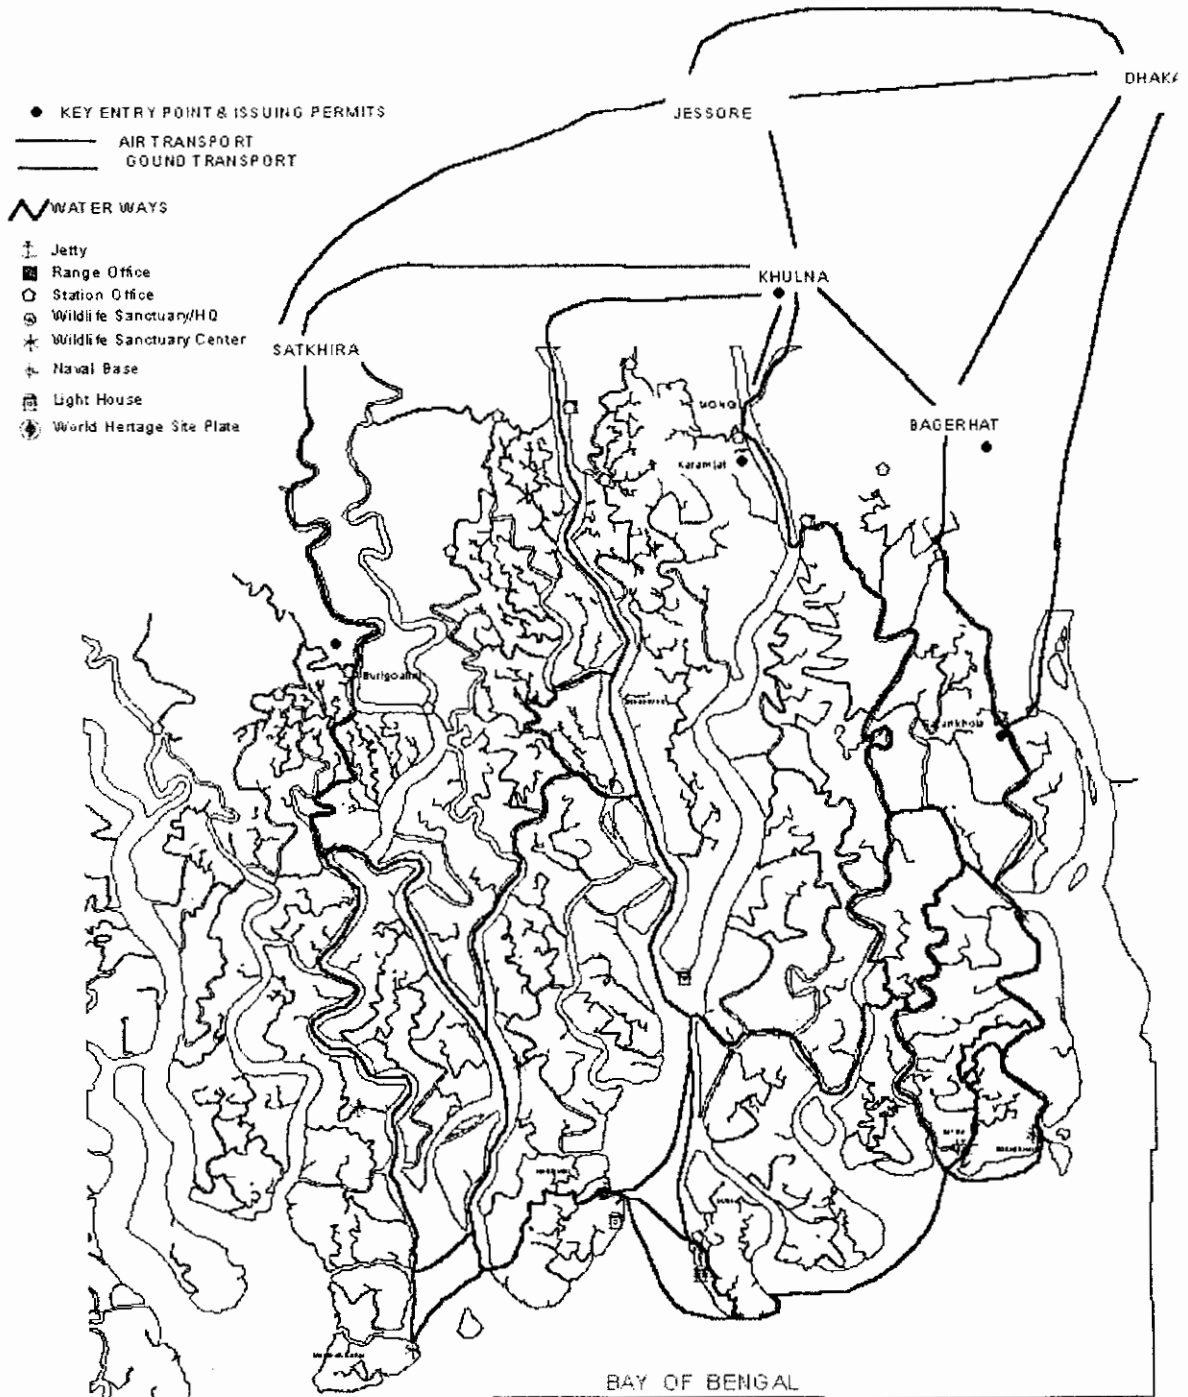 DHAKA
JESSORE
KEY ENTRY POINT & ISSUING PERMITS
AIR TRANSPORT
GOUND TRANSPORT
WATER WAYS
Jetty
Range Office
Station Office
Wildlife Sanctuary/HQ
Wildlife Sanctuary Center
Naval Base
Light House
World Hertage Site Plate
KHULNA
SATKHIRA
BAGERHAT
Karamjal
Burigoalini
BAY OF BENGAL